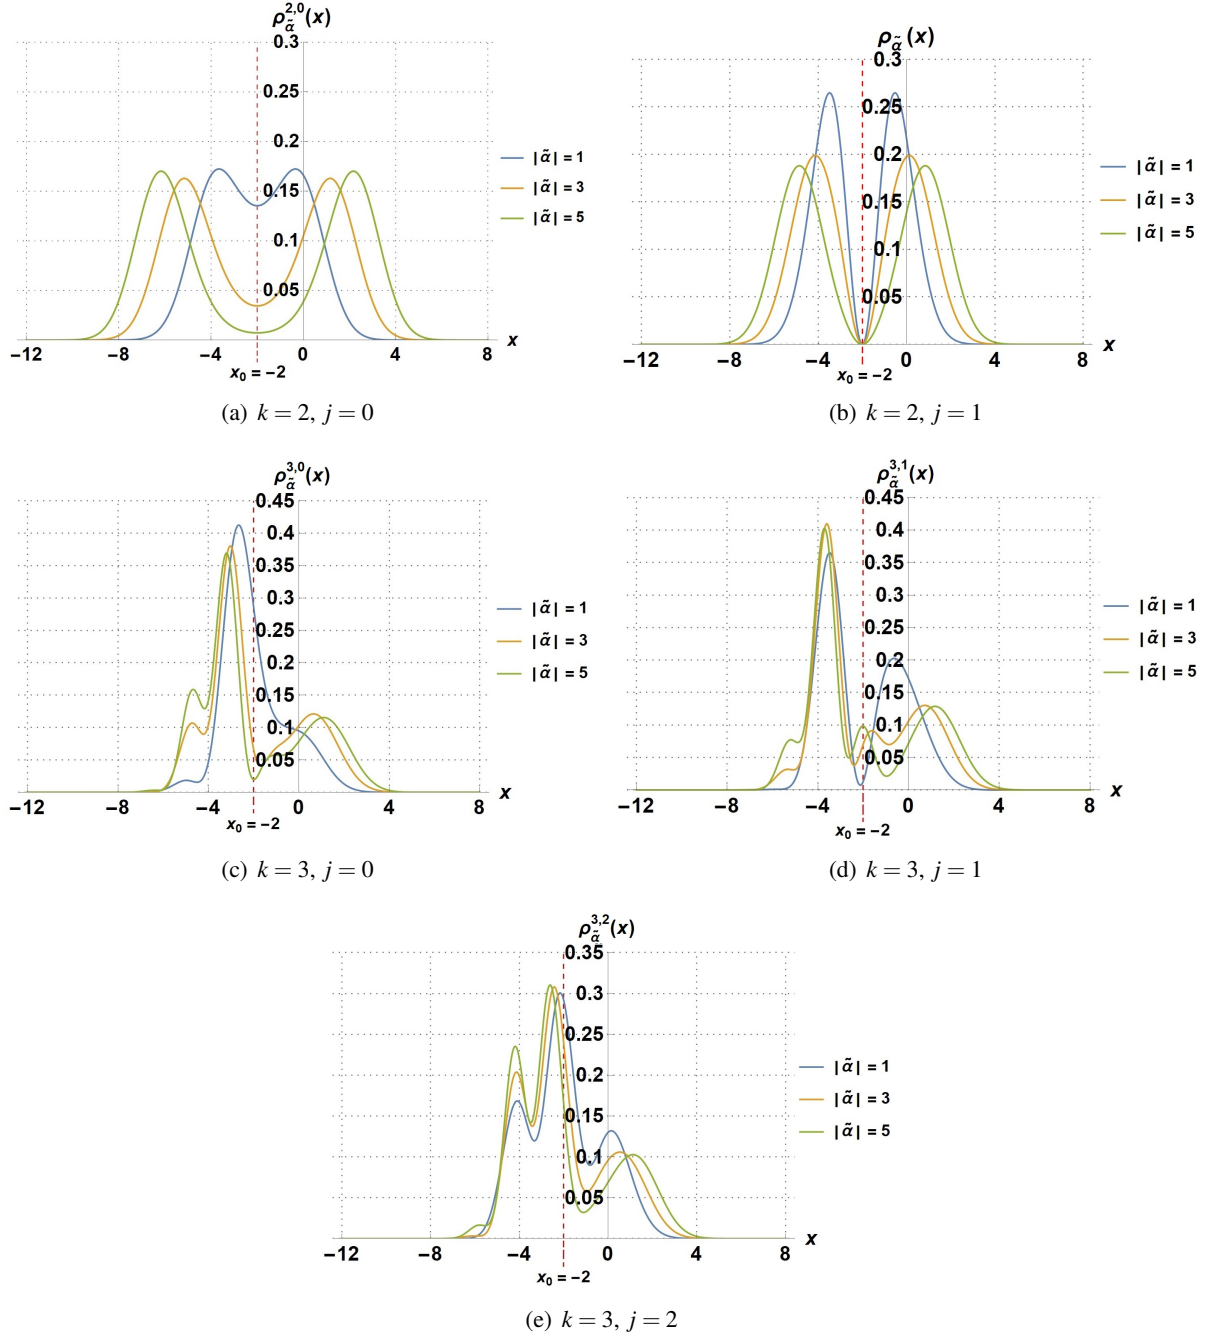 ρ_α̃^{2,0}(x)
0.3
0.25
0.2
0.15
0.1
0.05
−12 −8 −4 0 4 8 x
x₀ = −2
|α̃| = 1
|α̃| = 3
|α̃| = 5
(a) k = 2, j = 0
ρ_α̃(x)
0.3
0.25
0.2
0.15
0.1
0.05
−12 −8 −4 0 4 8 x
x₀ = −2
|α̃| = 1
|α̃| = 3
|α̃| = 5
(b) k = 2, j = 1
ρ_α̃^{3,0}(x)
0.45
0.4
0.35
0.3
0.25
0.2
0.15
0.1
0.05
−12 −8 −4 0 4 8 x
x₀ = −2
|α̃| = 1
|α̃| = 3
|α̃| = 5
(c) k = 3, j = 0
ρ_α̃^{3,1}(x)
0.45
0.4
0.35
0.3
0.25
0.2
0.15
0.1
0.05
−12 −8 −4 0 4 8 x
x₀ = −2
|α̃| = 1
|α̃| = 3
|α̃| = 5
(d) k = 3, j = 1
ρ_α̃^{3,2}(x)
0.35
0.3
0.25
0.2
0.15
0.1
0.05
−12 −8 −4 0 4 8 x
x₀ = −2
|α̃| = 1
|α̃| = 3
|α̃| = 5
(e) k = 3, j = 2